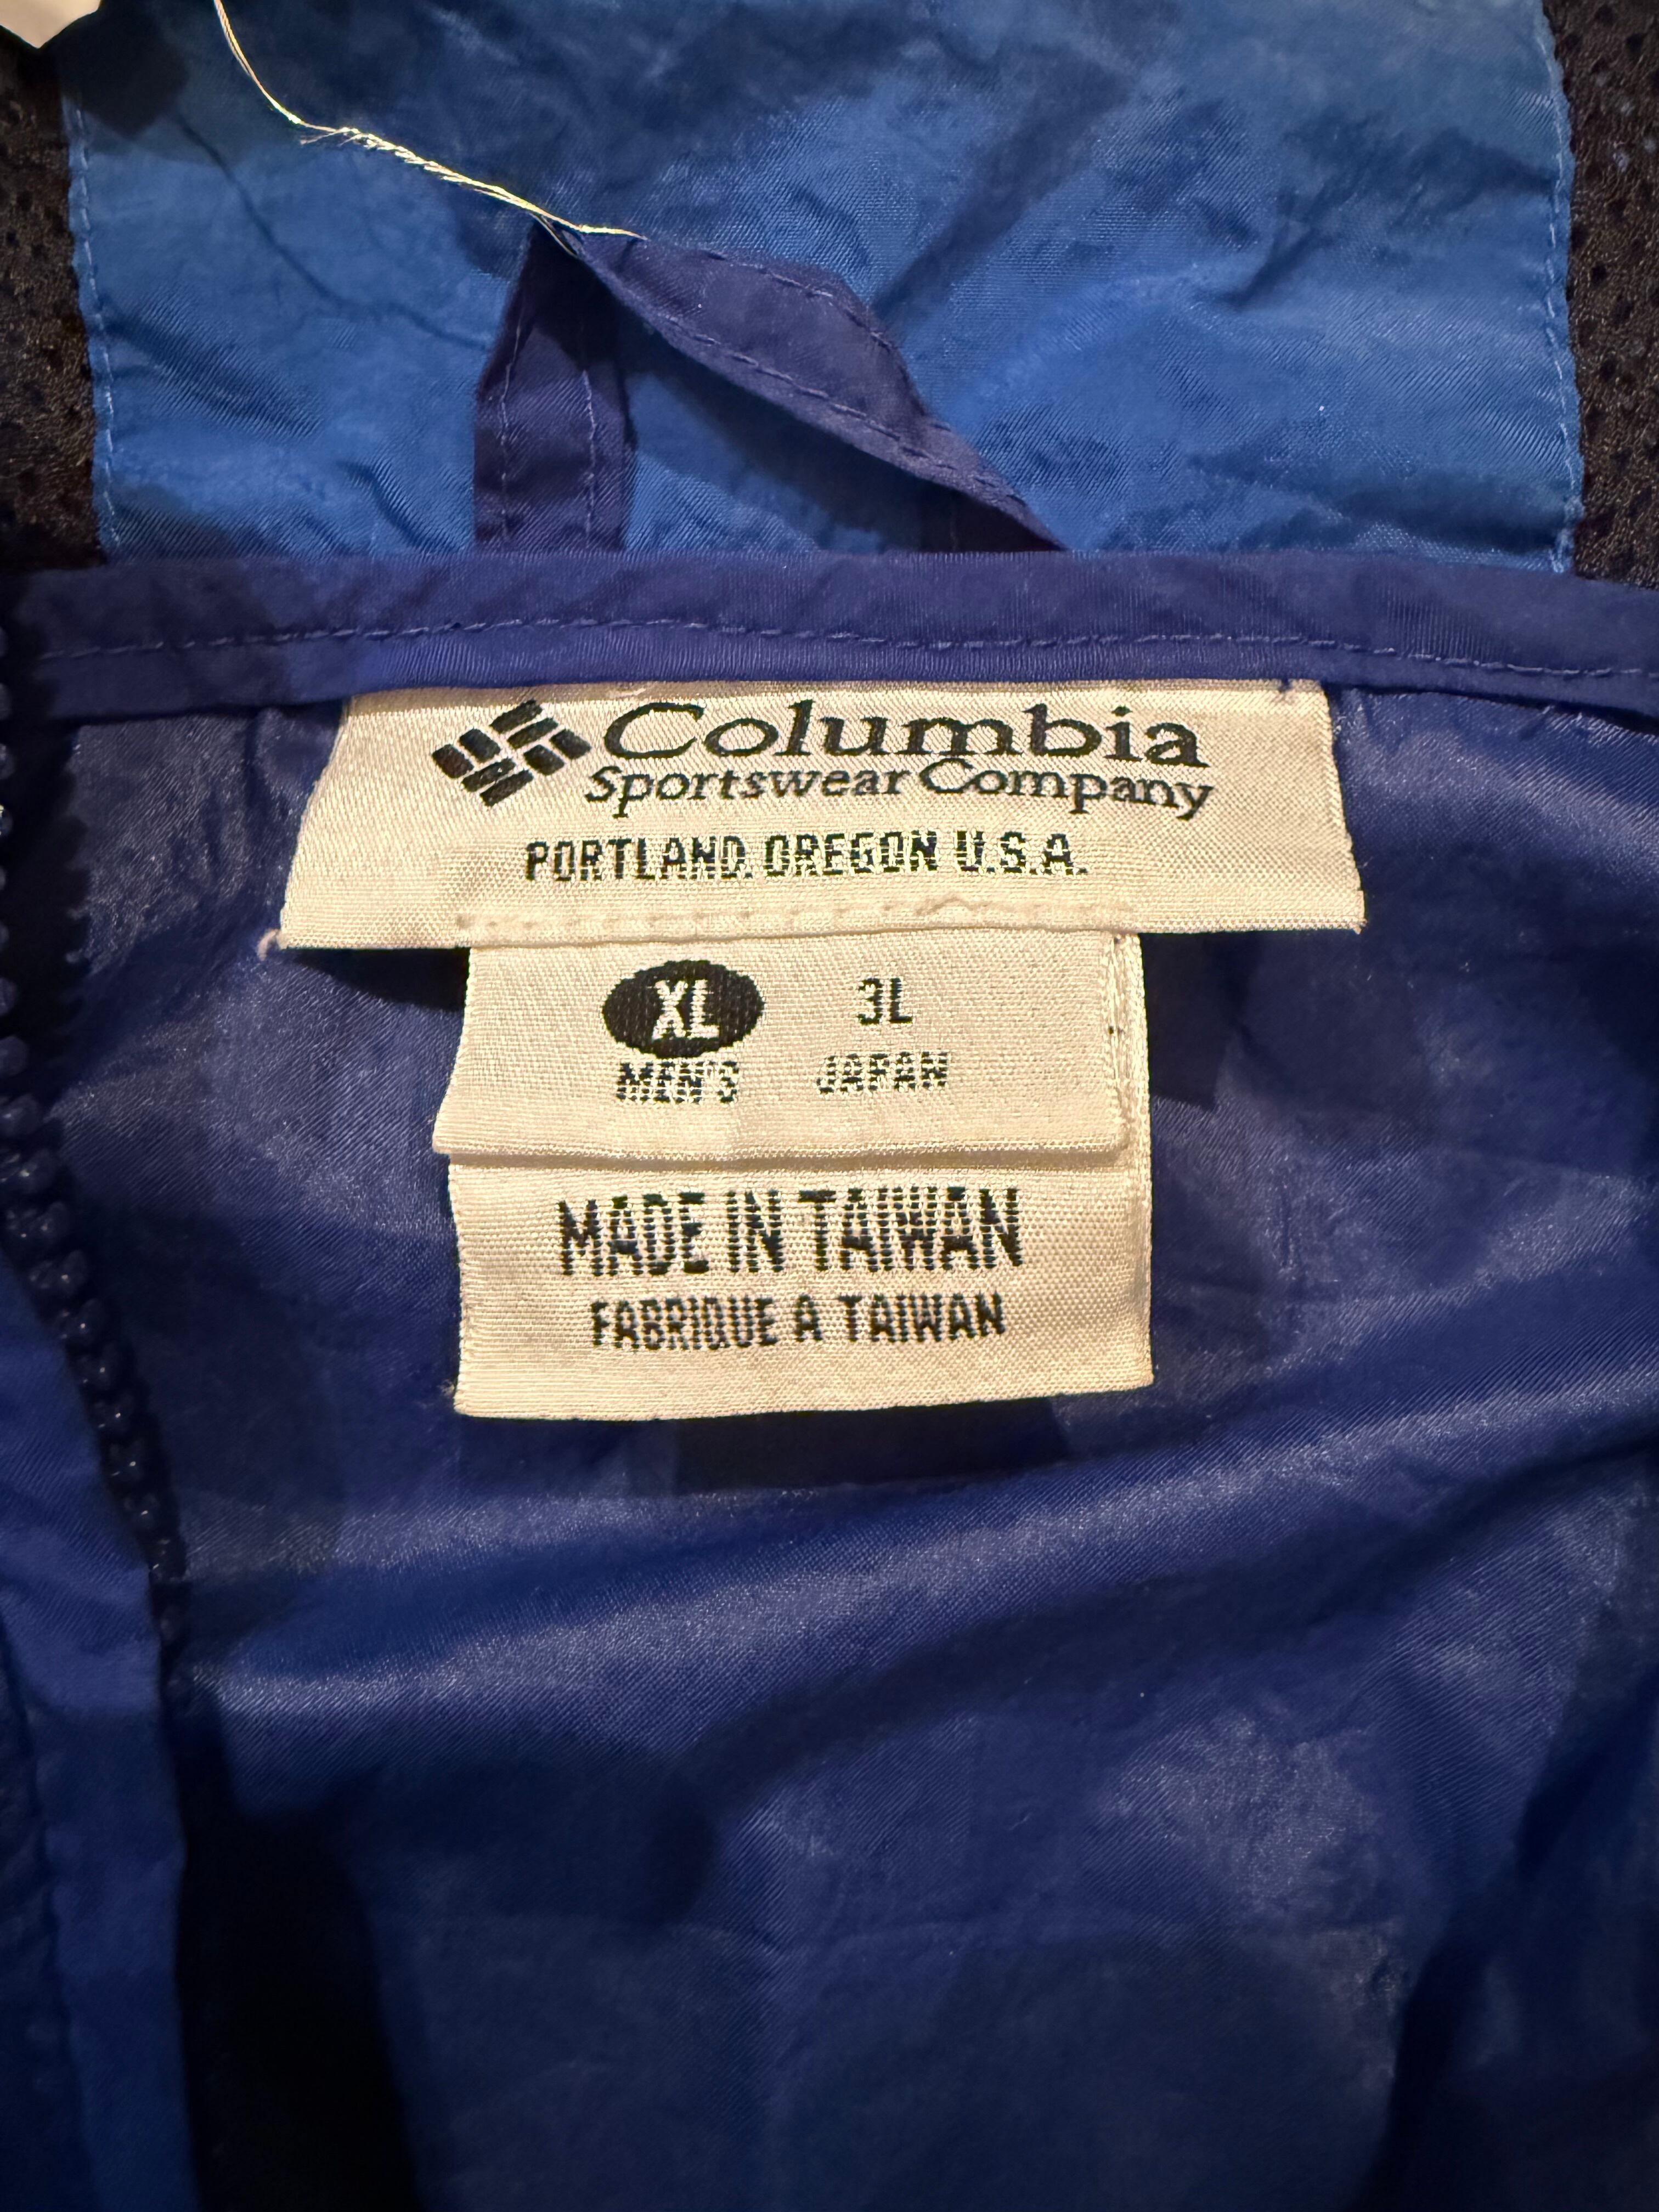 Columbia
Sportswear Company
PORTLAND, OREGON U.S.A.
XL 3L
MEN'S JAPAN
MADE IN TAIWAN
FABRIQUE A TAIWAN